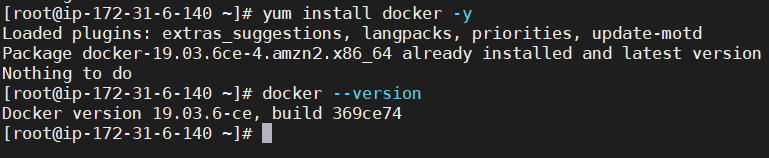 [root@ip-172-31-6-140 ~]# yum install docker -y
Loaded plugins: extras_suggestions, langpacks, priorities, update-motd
Package docker-19.03.6ce-4.amzn2.x86_64 already installed and latest version
Nothing to do
[root@ip-172-31-6-140 ~]# docker --version
Docker version 19.03.6-ce, build 369ce74
[root@ip-172-31-6-140 ~]#